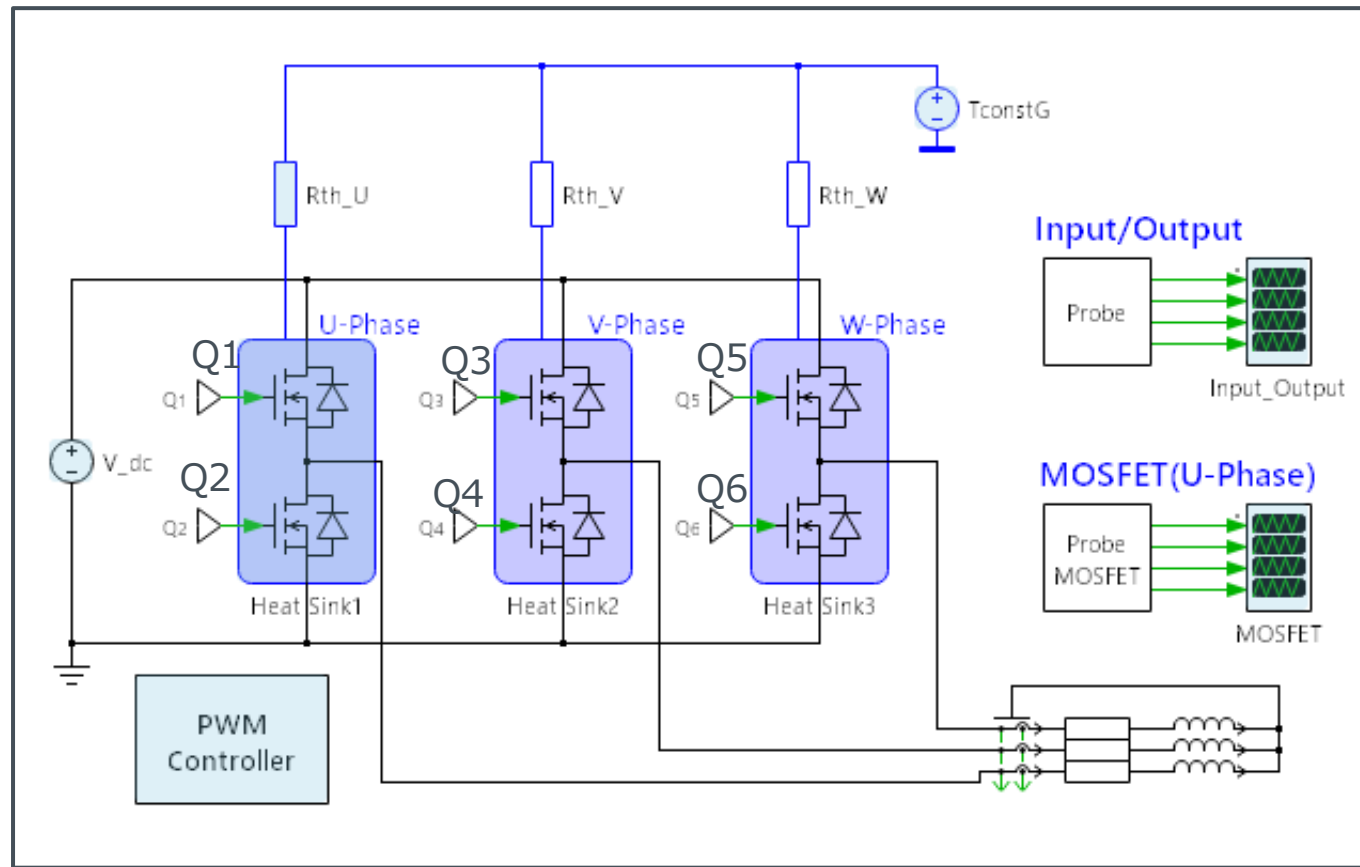 TconstG
Rth_U
Rth_V
Rth_W
Input/Output
Probe
Input_Output
U-Phase
V-Phase
W-Phase
Q1
Q1
Q3
Q3
Q5
Q5
V_dc
Q2
Q2
Q4
Q4
Q6
Q6
MOSFET(U-Phase)
Probe
MOSFET
MOSFET
Heat Sink1
Heat Sink2
Heat Sink3
PWM
Controller